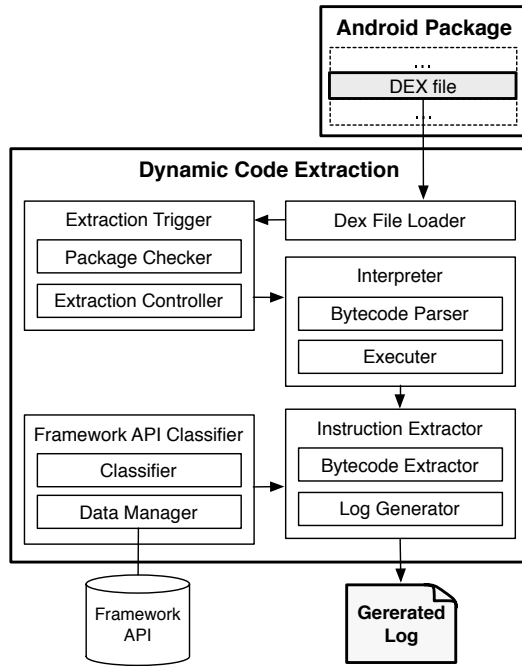 Android Package
...
DEX file
...
Dynamic Code Extraction
Extraction Trigger
Package Checker
Extraction Controller
Dex File Loader
Interpreter
Bytecode Parser
Executer
Framework API Classifier
Classifier
Data Manager
Instruction Extractor
Bytecode Extractor
Log Generator
Framework
API
Gererated
Log